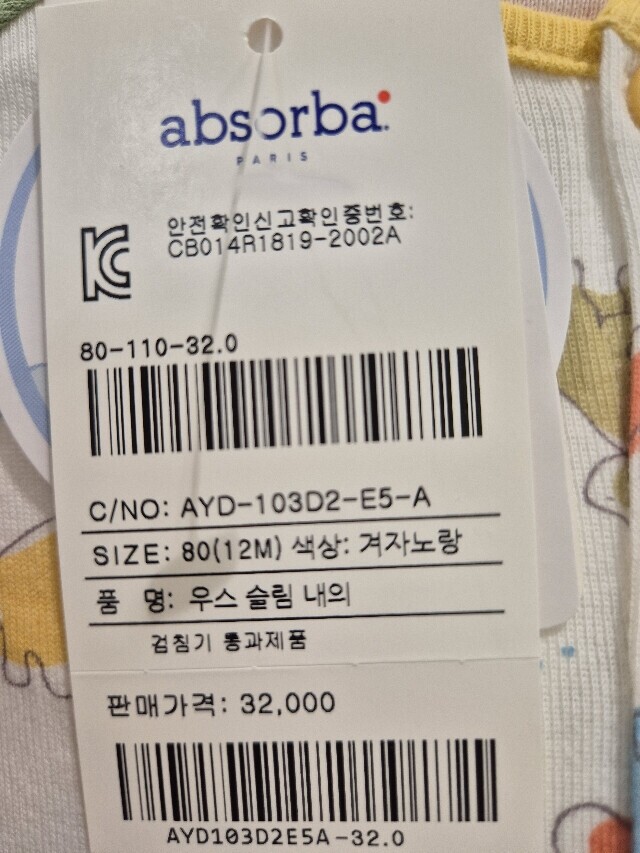 absorba.
PARIS
안전확인신고확인증번호:
CB014R1819-2002A
80-110-32.0
C/NO: AYD-103D2-E5-A
SIZE: 80(12M) 색상: 겨자노랑
품 명: 우스 슬림 내의
검침기 통과제품
판매가격: 32,000
AYD103D2E5A-32.0